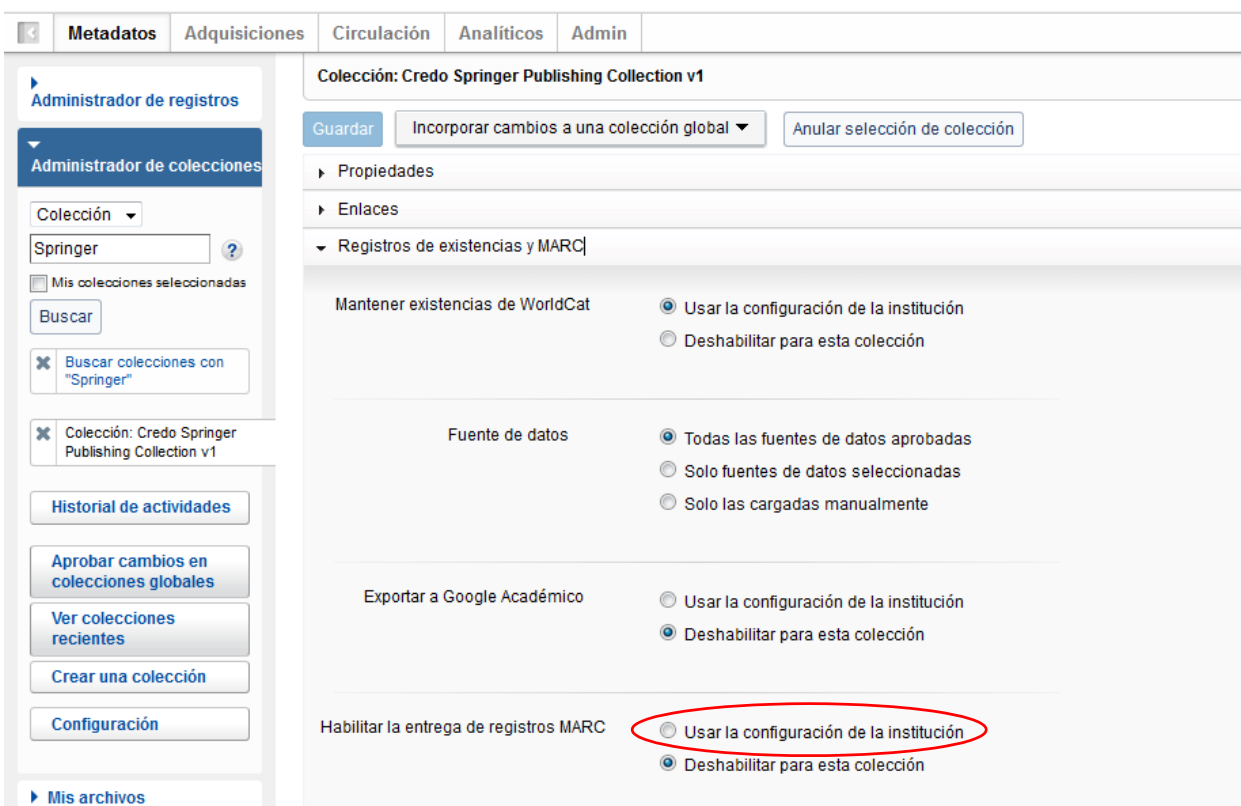 Metadatos Adquisiciones Circulación Analíticos Admin
Administrador de registros
Administrador de colecciones
Colección
Springer
?
Mis colecciones seleccionadas
Buscar
Buscar colecciones con
"Springer"
Colección: Credo Springer
Publishing Collection v1
Historial de actividades
Aprobar cambios en
colecciones globales
Ver colecciones
recientes
Crear una colección
Configuración
Mis archivos
Colección: Credo Springer Publishing Collection v1
Guardar Incorporar cambios a una colección global Anular selección de colección
Propiedades
Enlaces
Registros de existencias y MARC
Mantener existencias de WorldCat Usar la configuración de la institución
Deshabilitar para esta colección
Fuente de datos Todas las fuentes de datos aprobadas
Solo fuentes de datos seleccionadas
Solo las cargadas manualmente
Exportar a Google Académico Usar la configuración de la institución
Deshabilitar para esta colección
Habilitar la entrega de registros MARC Usar la configuración de la institución
Deshabilitar para esta colección